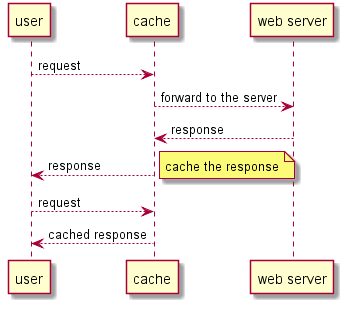 user
cache
web server
request
forward to the server
response
cache the response
response
request
cached response
user
cache
web server